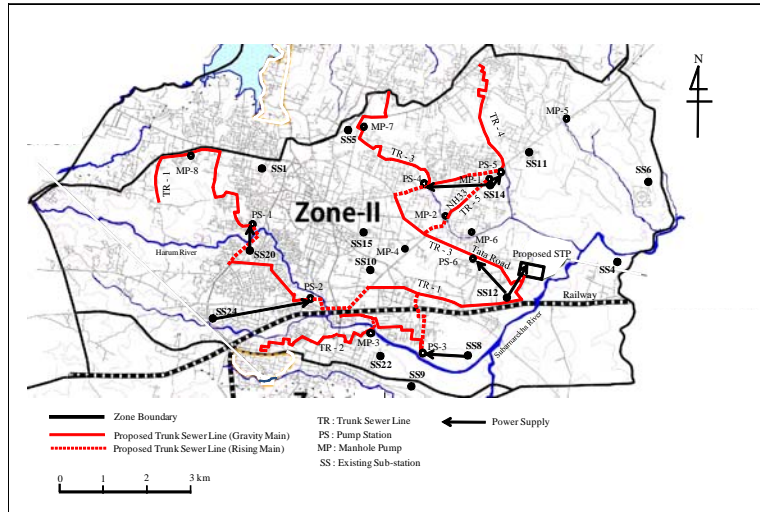 N
MP-5
MP-7
SS5
TR - 4
MP-8
SS1
TR - 3
SS11
PS-5
PS-4
MP-1
SS6
SS14
TR - 1
NH33
TR - 5
PS-1
Zone-II
MP-2
SS15
MP-6
Harum River
SS20
MP-4
TR - 3
Tata Road
PS-6
Proposed STP
SS4
SS10
TR - 1
PS-2
SS12
Railway
SS24
MP-3
Subarnarekha River
TR - 2
PS-3
SS8
SS22
SS9
Zone Boundary
Proposed Trunk Sewer Line (Gravity Main)
Proposed Trunk Sewer Line (Rising Main)
TR : Trunk Sewer Line
PS : Pump Station
MP : Manhole Pump
SS : Existing Sub-station
Power Supply
0 1 2 3 km